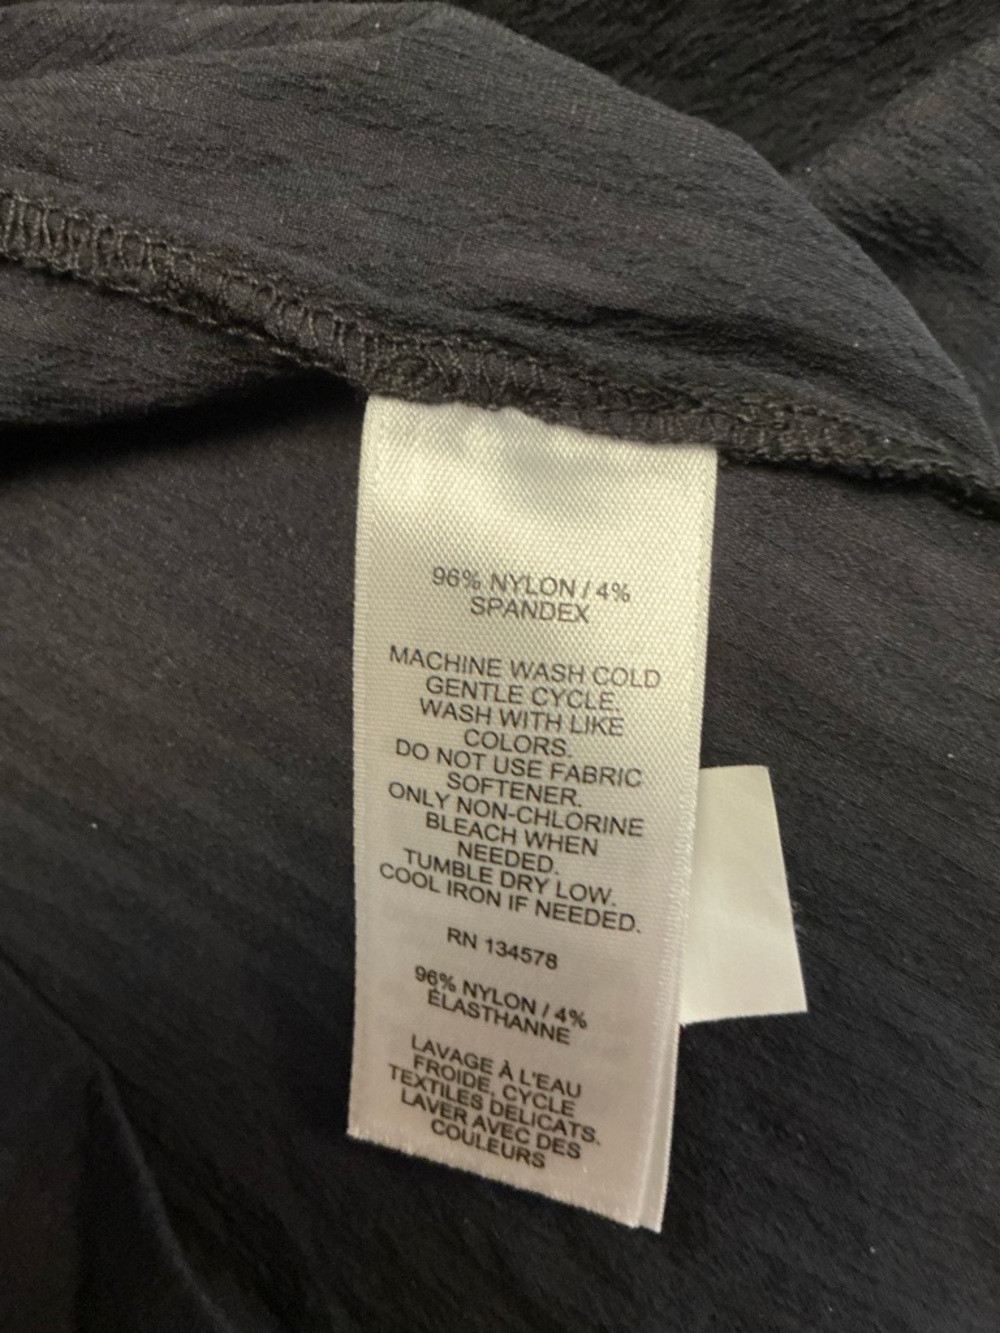 96% NYLON / 4%
SPANDEX
MACHINE WASH COLD
GENTLE CYCLE.
WASH WITH LIKE
COLORS.
DO NOT USE FABRIC
SOFTENER.
ONLY NON-CHLORINE
BLEACH WHEN
NEEDED.
TUMBLE DRY LOW.
COOL IRON IF NEEDED.
RN 134578
96% NYLON / 4%
ÉLASTHANNE
LAVAGE À L'EAU
FROIDE, CYCLE
TEXTILES DELICATS.
LAVER AVEC DES
COULEURS